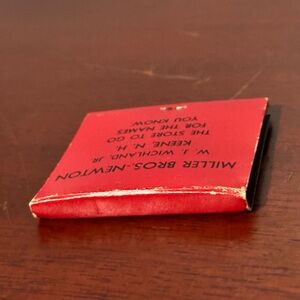 MILLER BROS.-NEWTON
W. J. WICHLAND, JR.
KEENE, N. H.
THE STORE TO GO
FOR THE NAMES
YOU KNOW